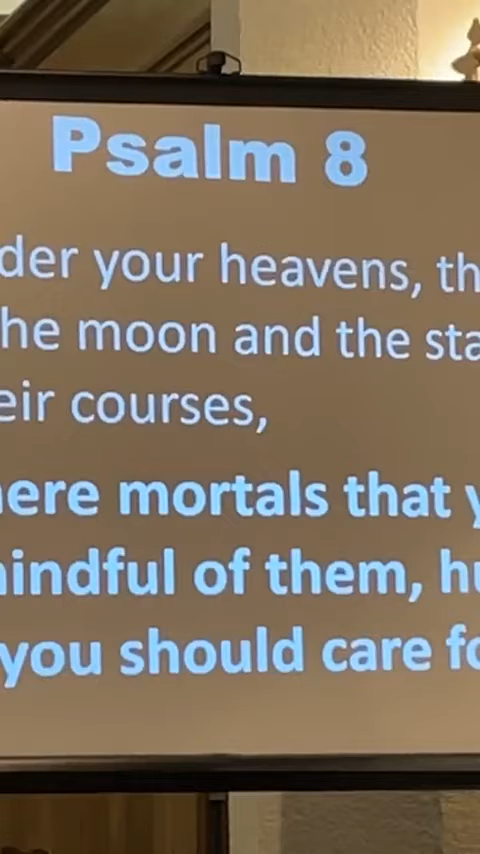 Psalm 8
der your heavens, th
he moon and the sta
eir courses,
ere mortals that y
indful of them, hu
you should care fo